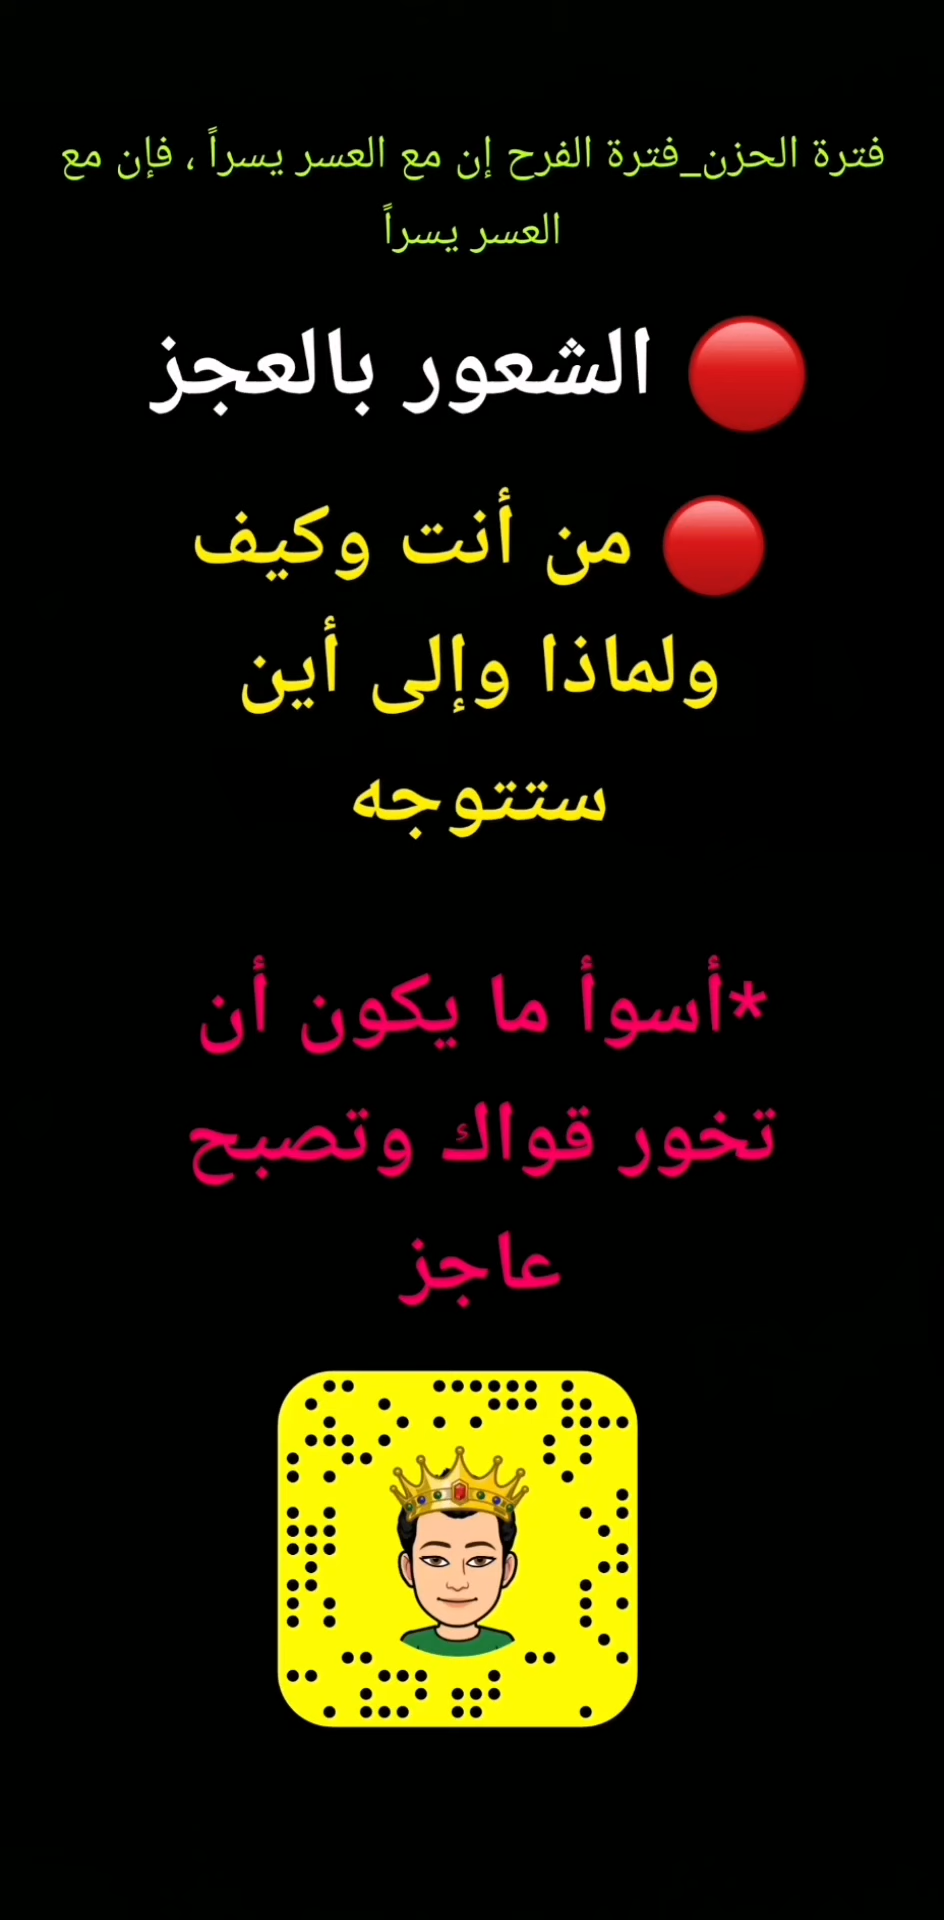 فترة الحزن_فترة الفرح إن مع العسر يسراً ، فإن مع
العسر يسراً
🔴 الشعور بالعجز
🔴 من أنت وكيف
ولماذا وإلى أين
ستتوجه
*أسوأ ما يكون أن
تخور قواك وتصبح
عاجز